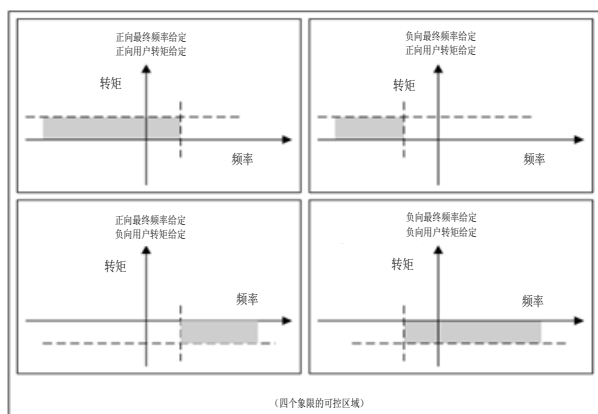 正向最终频率给定
正向用户转矩给定
转矩
频率
负向最终频率给定
正向用户转矩给定
转矩
频率
正向最终频率给定
负向用户转矩给定
转矩
频率
负向最终频率给定
负向用户转矩给定
转矩
频率
（四个象限的可控区域）